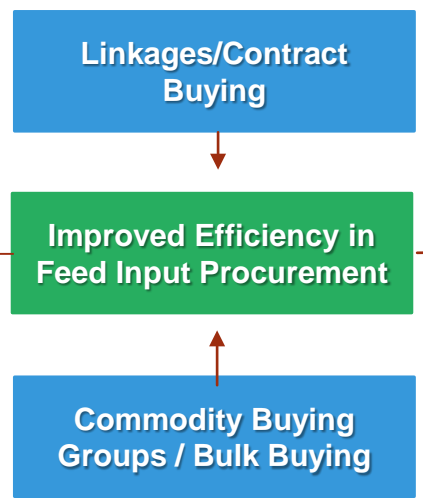 Linkages/Contract
Buying
Improved Efficiency in
Feed Input Procurement
Commodity Buying
Groups / Bulk Buying